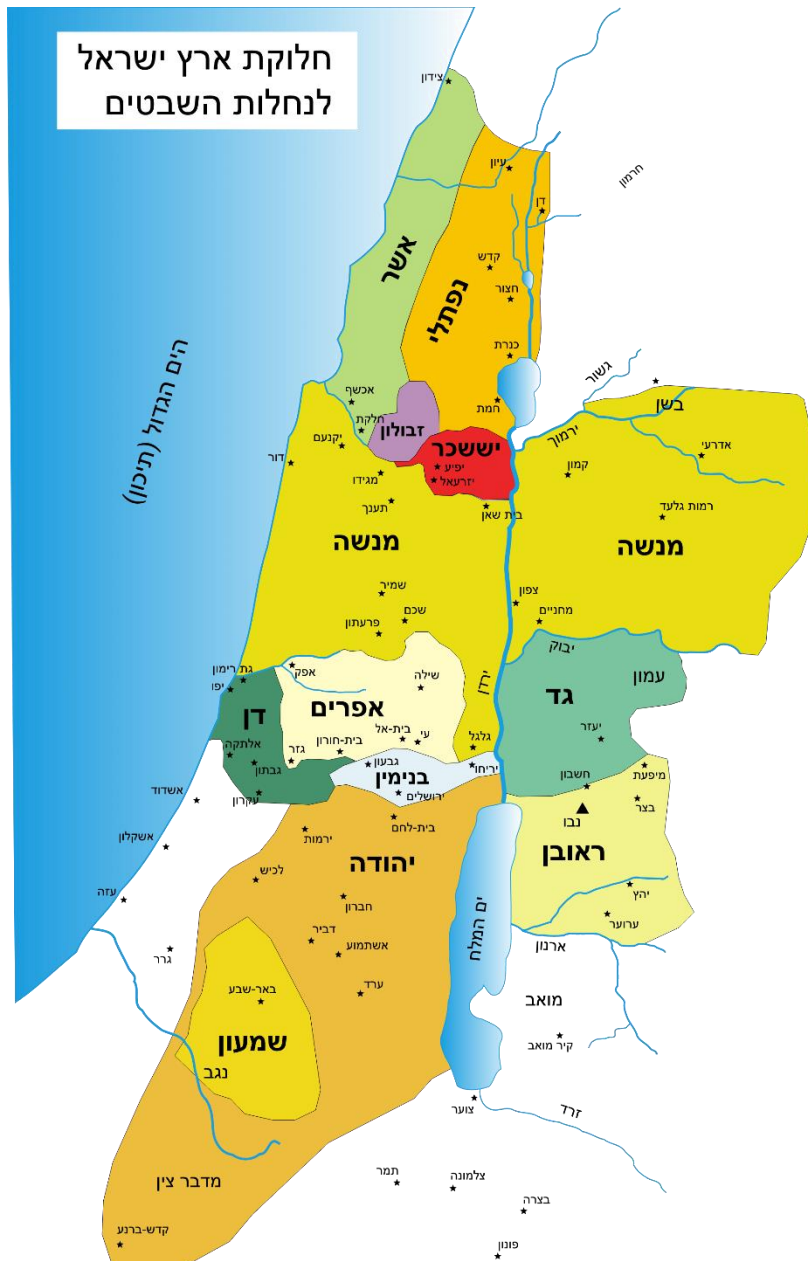 חלוקת ארץ ישראל
לנחלות השבטים
צידון
עיון
חרמון
דן
אשר
קדש
נפתלי
חצור
כנרת
הים הגדול (תיכון)
גשור
בשן
אכשף
חמת
זבולון
חלקת
ירמוך
יששכר
יקנעם
אדרעי
דור
יפיע
קמון
מגידו
יזרעאל
תענך
בית שאן
רמות גלעד
מנשה
מנשה
שמיר
צפון
שכם
מחניים
פרעתון
יבוק
גת רימון
אפק
ירדן
עמון
יפו
שילה
גד
אפרים
דן
יעזר
גלגל
עי
בית-אל
בית-חורון
אלתקה
גזר
גבעון
יריחו
מיפעת
גבתון
בנימין
חשבון
עקרון
ירושלים
אשדוד
בצר
נבו
בית-לחם
ירמות
אשקלון
ראובן
יהודה
לכיש
יהץ
עזה
חברון
ערוער
ים המלח
דביר
ארנון
אשתמוע
גרר
באר-שבע
ערד
מואב
שמעון
קיר מואב
נגב
צוער
זרד
מדבר צין
תמר
צלמונה
בצרה
קדש-ברנע
פונון